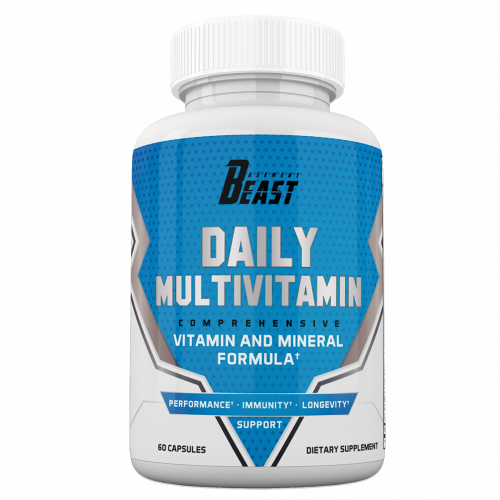 BASEMENT
BEAST
DAILY
MULTIVITAMIN
COMPREHENSIVE
VITAMIN AND MINERAL
FORMULA†
PERFORMANCE† · IMMUNITY† · LONGEVITY†
SUPPORT
60 CAPSULES
DIETARY SUPPLEMENT